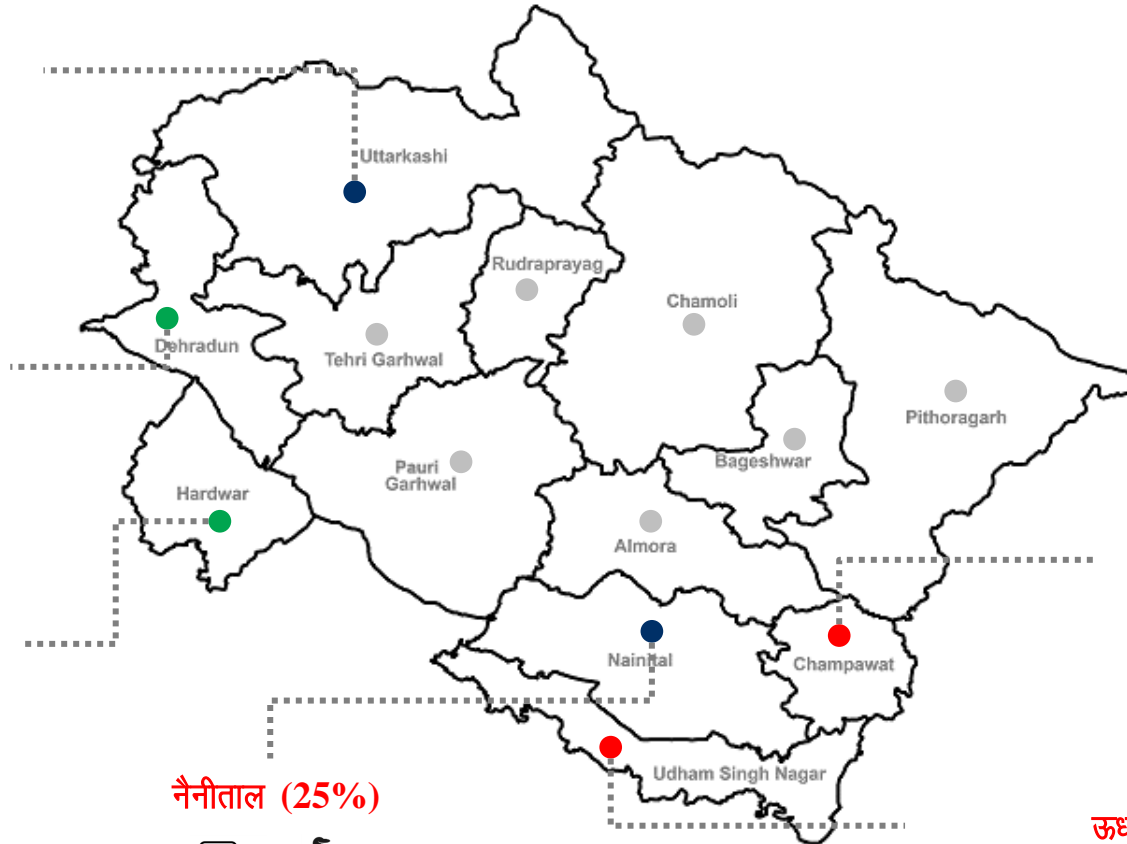 Uttarkashi
Rudraprayag
Chamoli
Dehradun
Tehri Garhwal
Pithoragarh
Bageshwar
Pauri
Garhwal
Hardwar
Almora
Nainital
Champawat
Udham Singh Nagar
नैनीताल (25%)